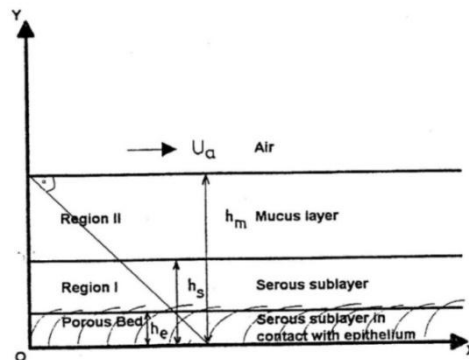 Y
U_a Air
Region II
h_m Mucus layer
Region I
h_s
Serous sublayer
Porous Bed
h_e
Serous sublayer in
contact with epithelium
O
X